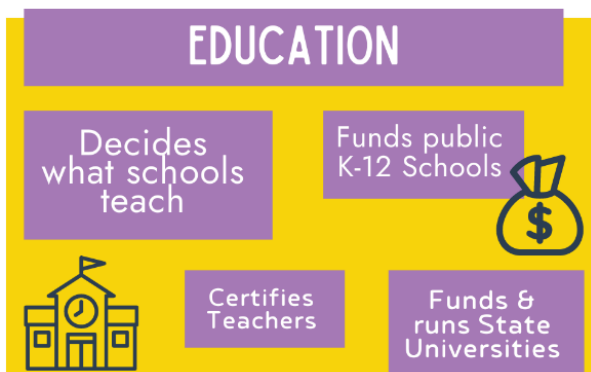 EDUCATION
Decides
what schools
teach
Funds public
K-12 Schools
$
Certifies
Teachers
Funds &
runs State
Universities